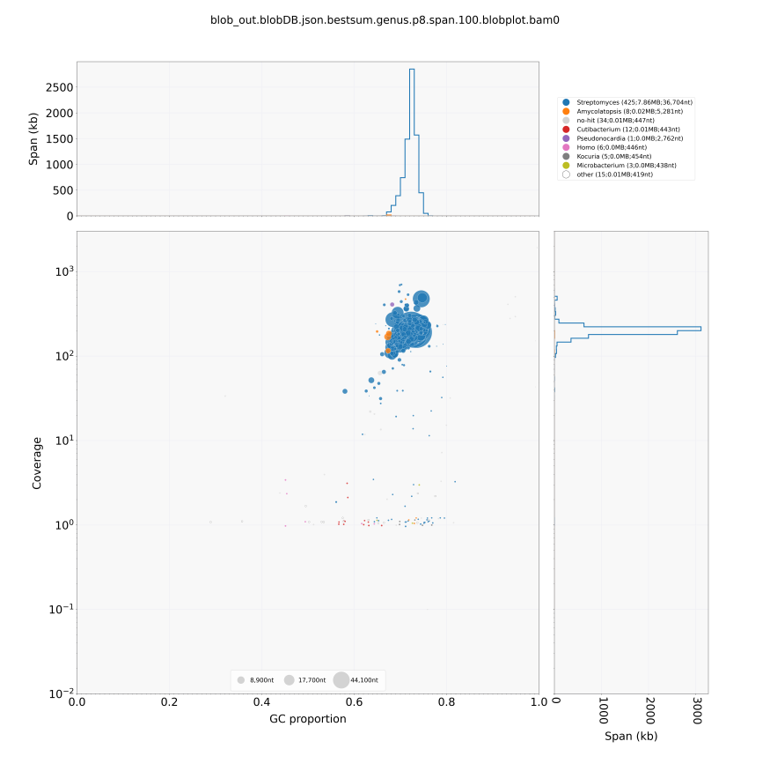 blob_out.blobDB.json.bestsum.genus.p8.span.100.blobplot.bam0
2500
2000
1500
1000
500
0
Span (kb)
Streptomyces (425;7.86MB;36,704nt)
Amycolatopsis (8;0.02MB;5,281nt)
no-hit (34;0.01MB;447nt)
Cutibacterium (12;0.01MB;443nt)
Pseudonocardia (1;0.0MB;2,762nt)
Homo (6;0.0MB;446nt)
Kocuria (5;0.0MB;454nt)
Microbacterium (3;0.0MB;438nt)
other (15;0.01MB;419nt)
10³
10²
10¹
10⁰
10⁻¹
10⁻²
Coverage
8,900nt 17,700nt 44,100nt
0.0 0.2 0.4 0.6 0.8 1.0
GC proportion
0 1000 2000 3000
Span (kb)